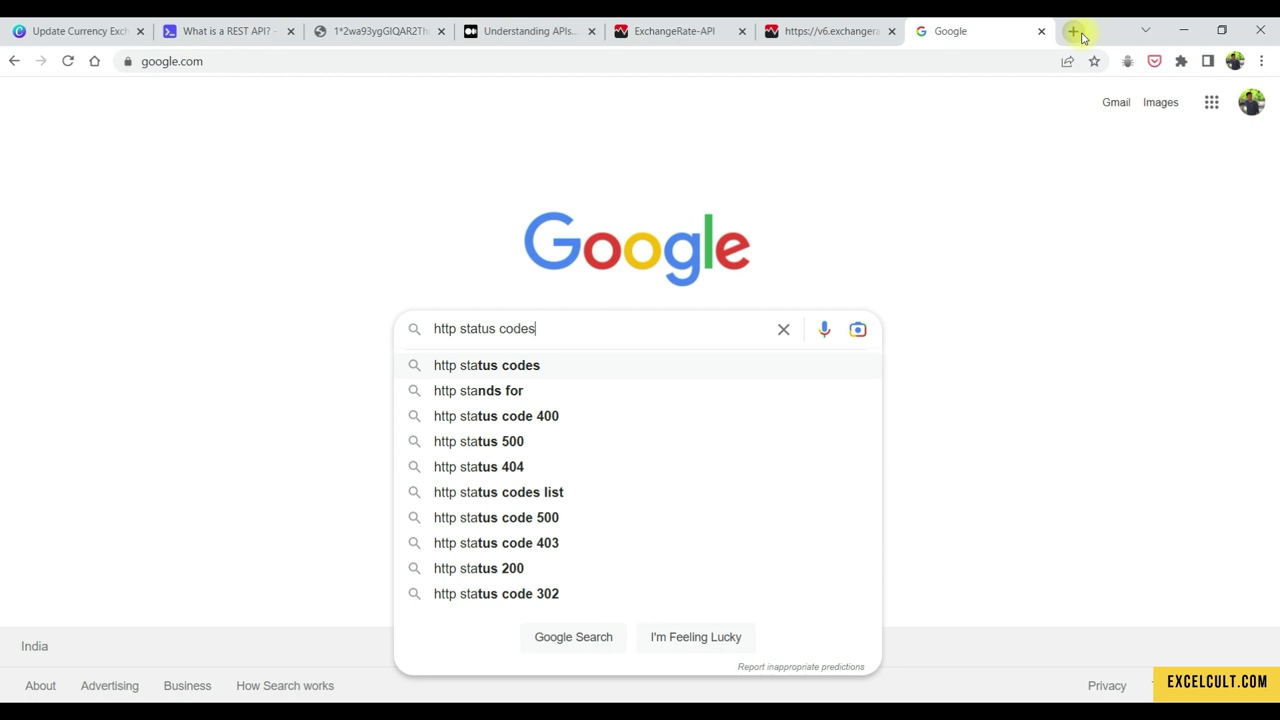 Update Currency Exch
What is a REST API? -
1*2wa93jgGIQAR2Th
Understanding APIs..
ExchangeRate-API
https://v6.exchangera
Google
google.com
Gmail
Images
Google
http status codes
http status codes
http stands for
http status code 400
http status 500
http status 404
http status codes list
http status code 500
http status code 403
http status 200
http status code 302
Google Search
I'm Feeling Lucky
Report inappropriate predictions
India
About
Advertising
Business
How Search works
Privacy
EXCELCULT.COM